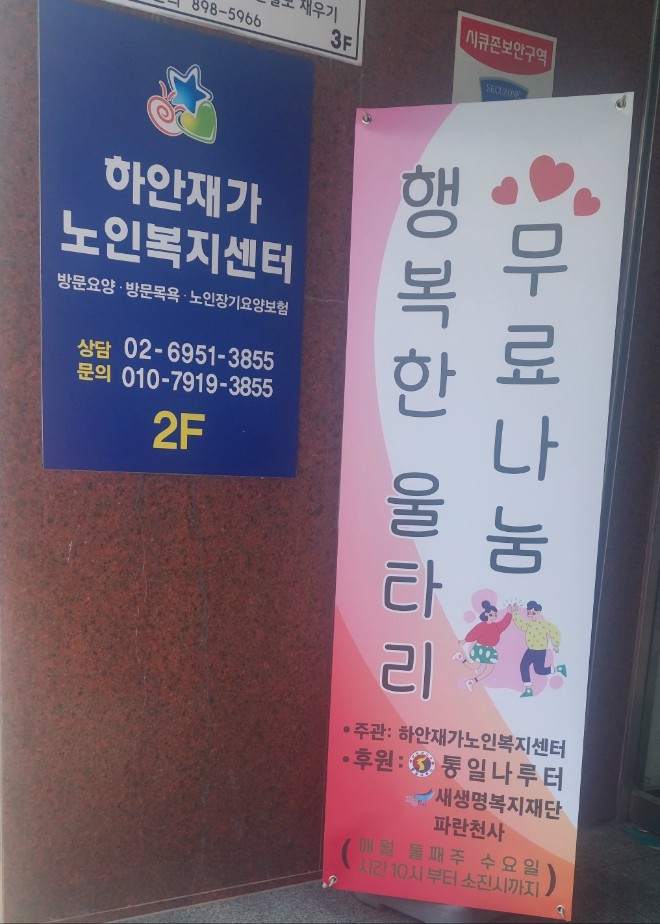 898-5966
3F
시큐존보안구역
SECUZONE
하안재가
노인복지센터
방문요양 · 방문목욕 · 노인장기요양보험
상담 02-6951-3855
문의 010-7919-3855
2F
무료나눔
행복한 울타리
• 주관: 하안재가노인복지센터
• 후원: 통일나루터
새생명복지재단
파란천사
(매월 둘째주 수요일
시간 10시 부터 소진시까지)